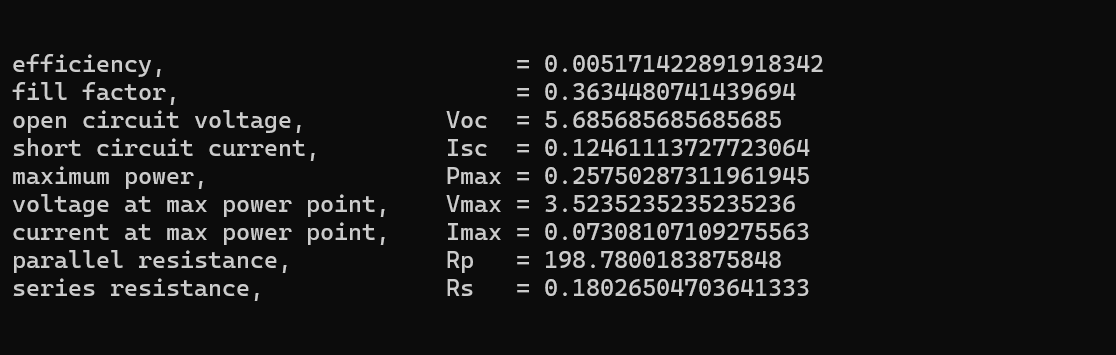 efficiency, = 0.005171422891918342
fill factor, = 0.3634480741439694
open circuit voltage, Voc = 5.685685685685685
short circuit current, Isc = 0.12461113727723064
maximum power, Pmax = 0.25750287311961945
voltage at max power point, Vmax = 3.5235235235235236
current at max power point, Imax = 0.07308107109275563
parallel resistance, Rp = 198.7800183875848
series resistance, Rs = 0.18026504703641333